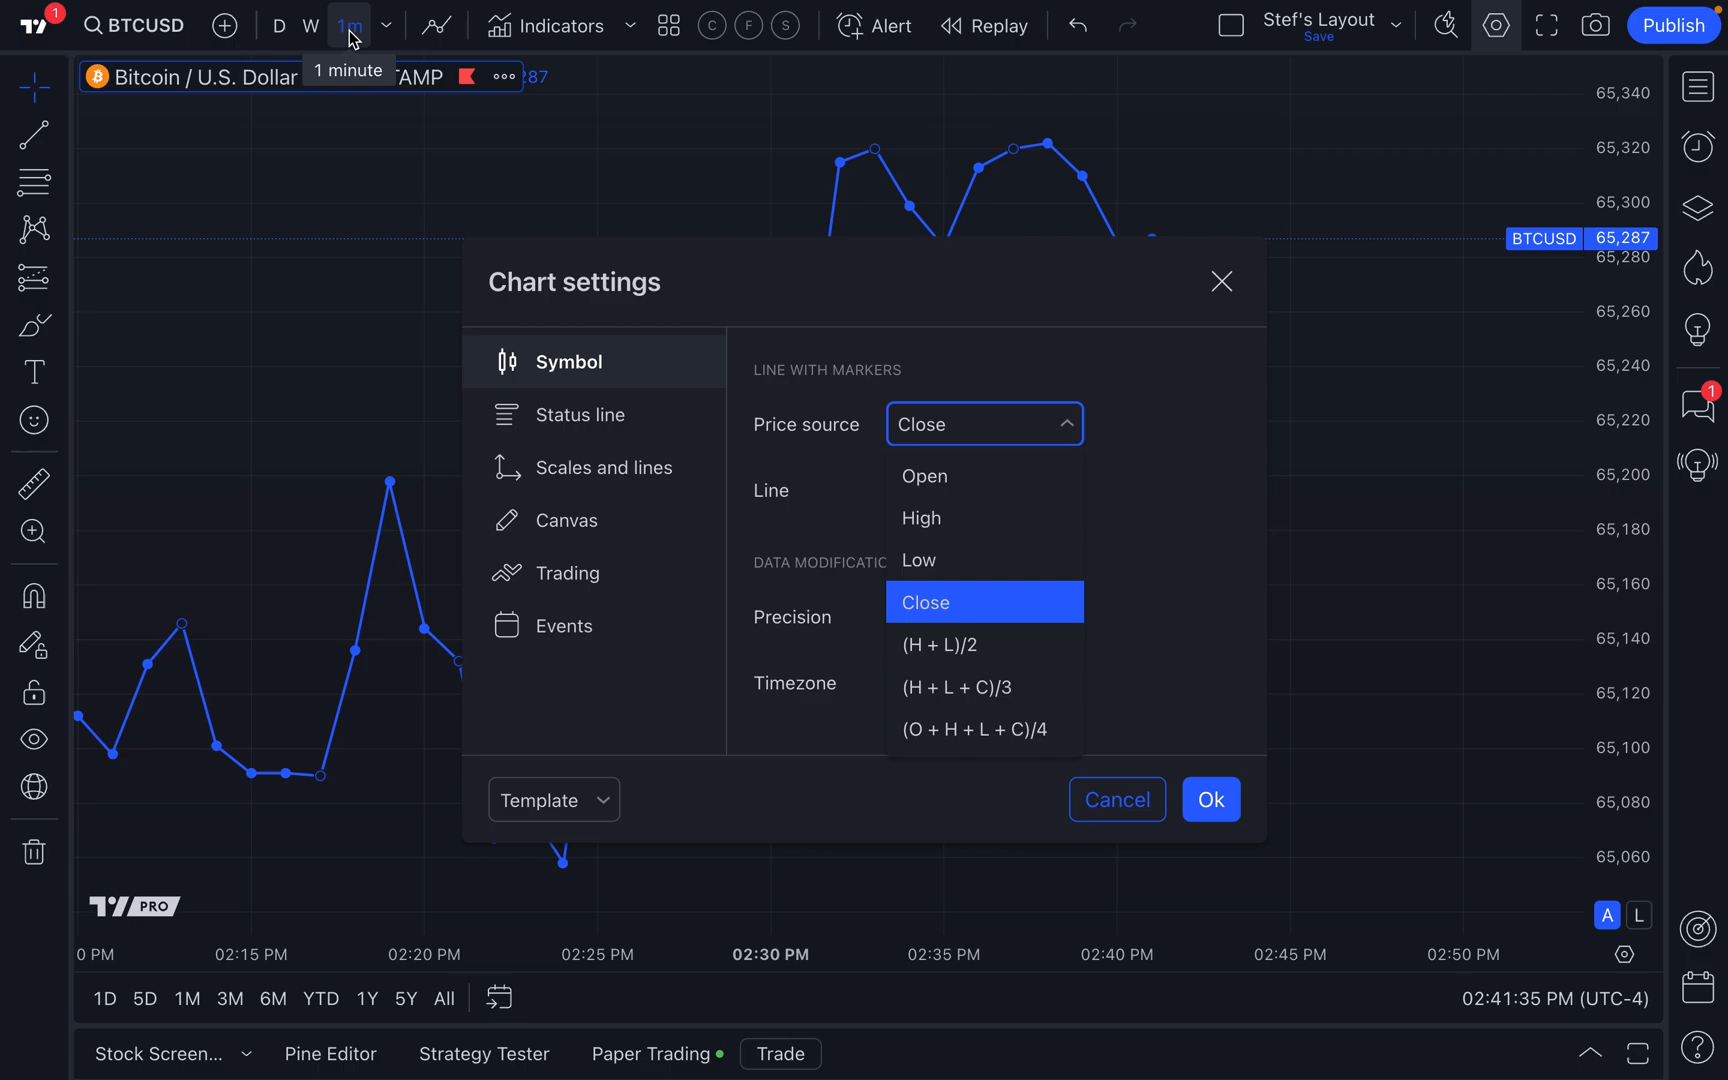 1
BTCUSD
D
W
1m
Indicators
C
F
S
Alert
Replay
Stef's Layout
Save
Publish
Bitcoin / U.S. Dollar
1 minute
TAMP
287
65,340
65,320
65,300
BTCUSD 65,287
65,280
65,260
65,240
65,220
65,200
65,180
65,160
65,140
65,120
65,100
65,080
65,060
1
Chart settings
Symbol
Status line
Scales and lines
Canvas
Trading
Events
LINE WITH MARKERS
Price source
Close
Line
Open
High
Low
DATA MODIFICATIO
Close
Precision
(H + L)/2
(H + L + C)/3
Timezone
(O + H + L + C)/4
Template
Cancel
Ok
PRO
A
L
0 PM
02:15 PM
02:20 PM
02:25 PM
02:30 PM
02:35 PM
02:40 PM
02:45 PM
02:50 PM
1D 5D 1M 3M 6M YTD 1Y 5Y All
02:41:35 PM (UTC-4)
Stock Screen...
Pine Editor
Strategy Tester
Paper Trading
Trade